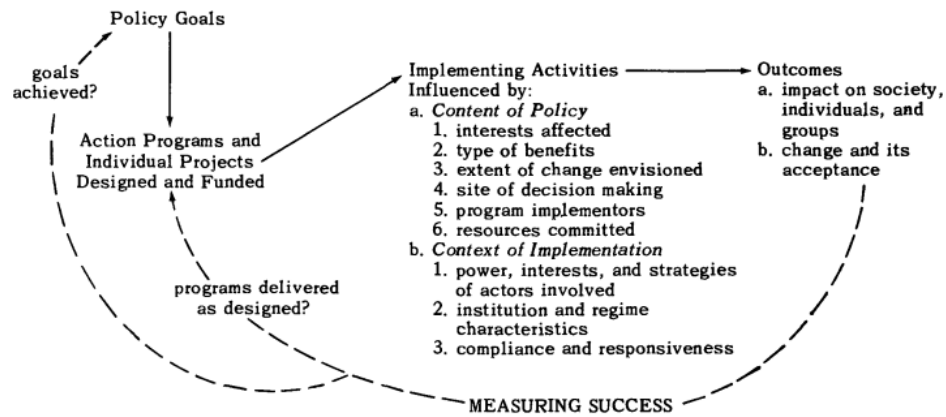 Policy Goals
goals
achieved?
Action Programs and
Individual Projects
Designed and Funded
programs delivered
as designed?
Implementing Activities
Influenced by:
a. Content of Policy
1. interests affected
2. type of benefits
3. extent of change envisioned
4. site of decision making
5. program implementors
6. resources committed
b. Context of Implementation
1. power, interests, and strategies
of actors involved
2. institution and regime
characteristics
3. compliance and responsiveness
Outcomes
a. impact on society,
individuals, and
groups
b. change and its
acceptance
MEASURING SUCCESS